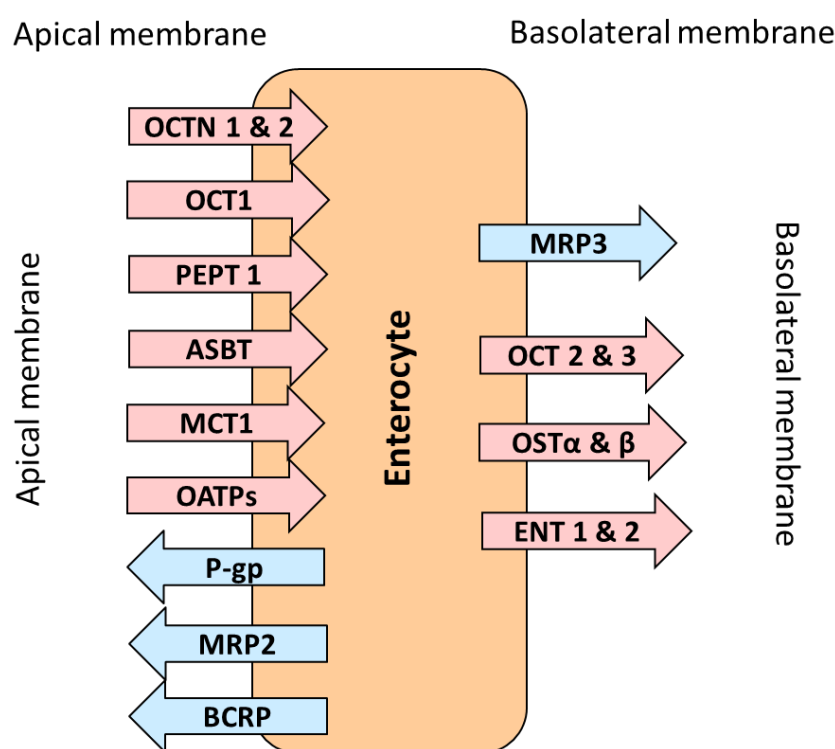 Apical membrane
Basolateral membrane
OCTN 1 & 2
OCT1
PEPT 1
ASBT
MCT1
OATPs
P-gp
MRP2
BCRP
Apical membrane
Enterocyte
MRP3
OCT 2 & 3
OSTα & β
ENT 1 & 2
Basolateral membrane